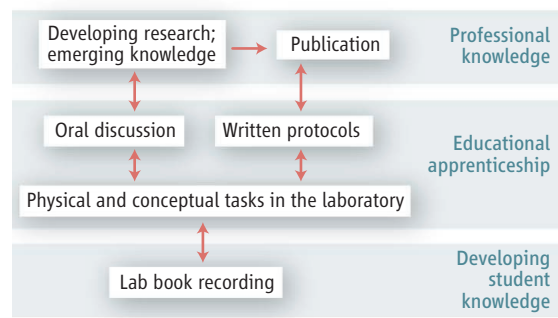 Developing research;
emerging knowledge
Publication
Professional
knowledge
Oral discussion
Written protocols
Educational
apprenticeship
Physical and conceptual tasks in the laboratory
Lab book recording
Developing
student
knowledge